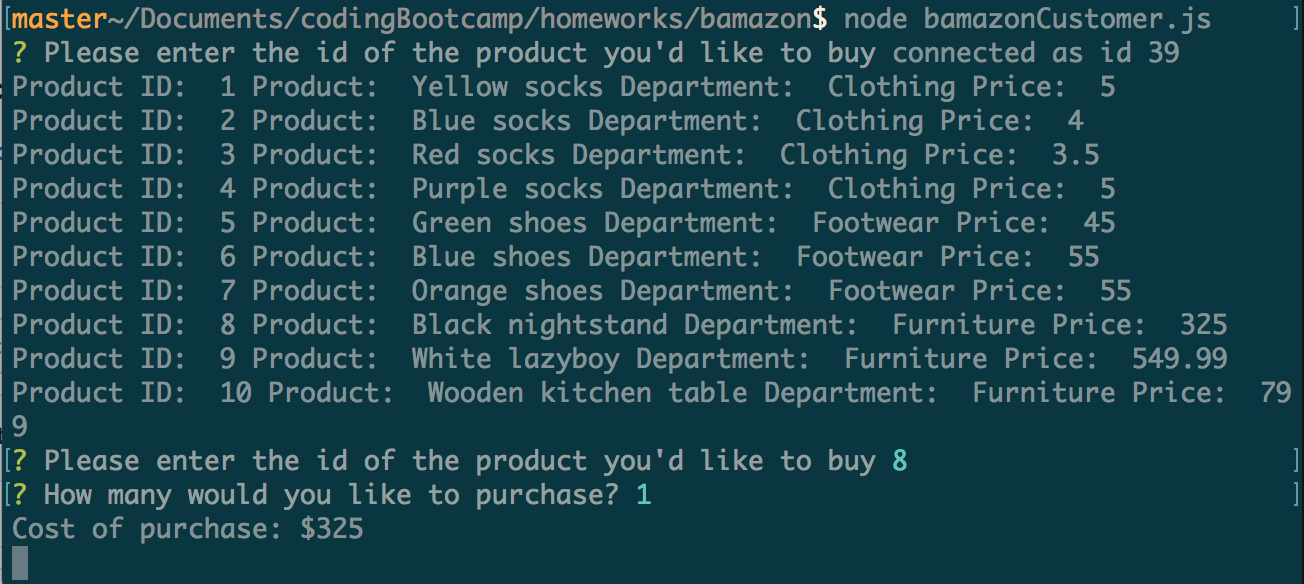 [master~/Documents/codingBootcamp/homeworks/bamazon$ node bamazonCustomer.js ]
? Please enter the id of the product you'd like to buy connected as id 39
Product ID:  1 Product:  Yellow socks Department:  Clothing Price:  5
Product ID:  2 Product:  Blue socks Department:  Clothing Price:  4
Product ID:  3 Product:  Red socks Department:  Clothing Price:  3.5
Product ID:  4 Product:  Purple socks Department:  Clothing Price:  5
Product ID:  5 Product:  Green shoes Department:  Footwear Price:  45
Product ID:  6 Product:  Blue shoes Department:  Footwear Price:  55
Product ID:  7 Product:  Orange shoes Department:  Footwear Price:  55
Product ID:  8 Product:  Black nightstand Department:  Furniture Price:  325
Product ID:  9 Product:  White lazyboy Department:  Furniture Price:  549.99
Product ID:  10 Product:  Wooden kitchen table Department:  Furniture Price:  79
9
[? Please enter the id of the product you'd like to buy 8 ]
[? How many would you like to purchase? 1 ]
Cost of purchase: $325